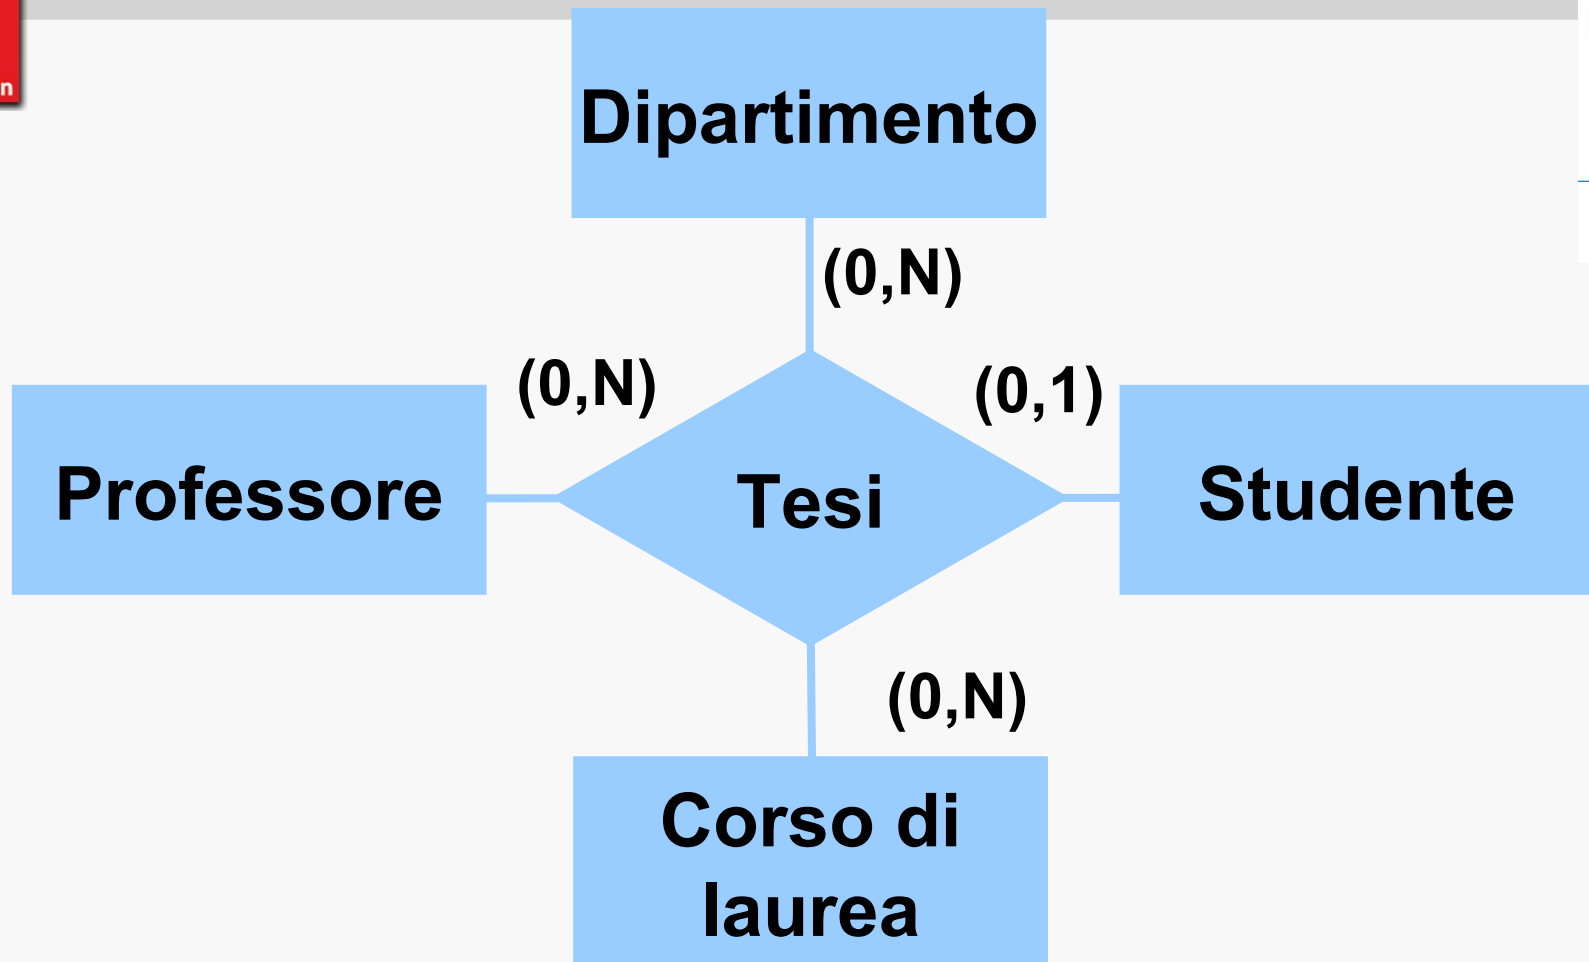 n
Dipartimento
(0,N)
(0,N)
(0,1)
Professore
Tesi
Studente
(0,N)
Corso di
laurea